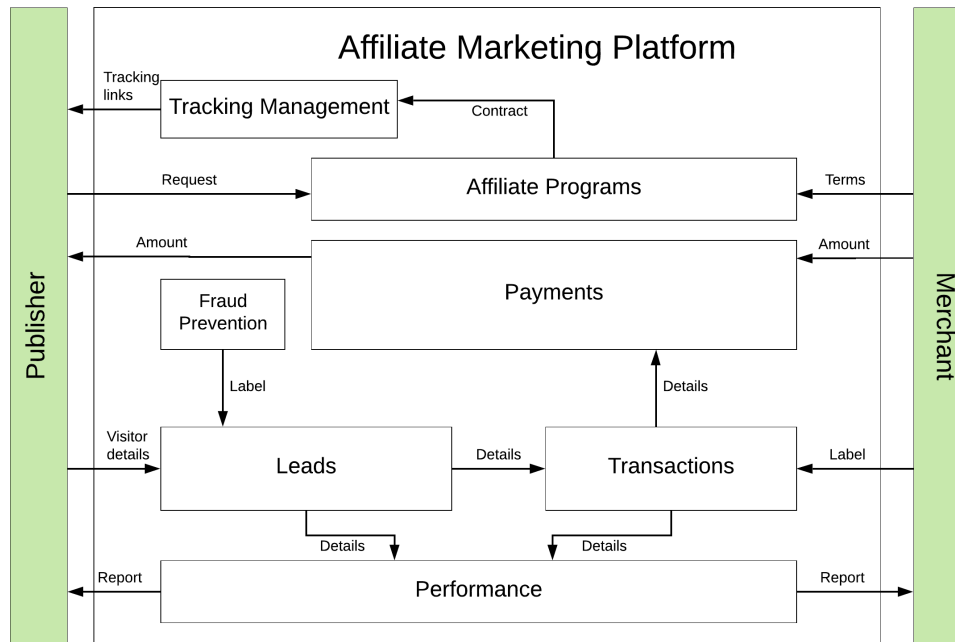 Affiliate Marketing Platform
Tracking
links
Tracking Management
Contract
Request
Affiliate Programs
Terms
Amount
Payments
Amount
Publisher
Merchant
Fraud
Prevention
Label
Details
Visitor
details
Leads
Details
Transactions
Label
Details
Details
Report
Performance
Report